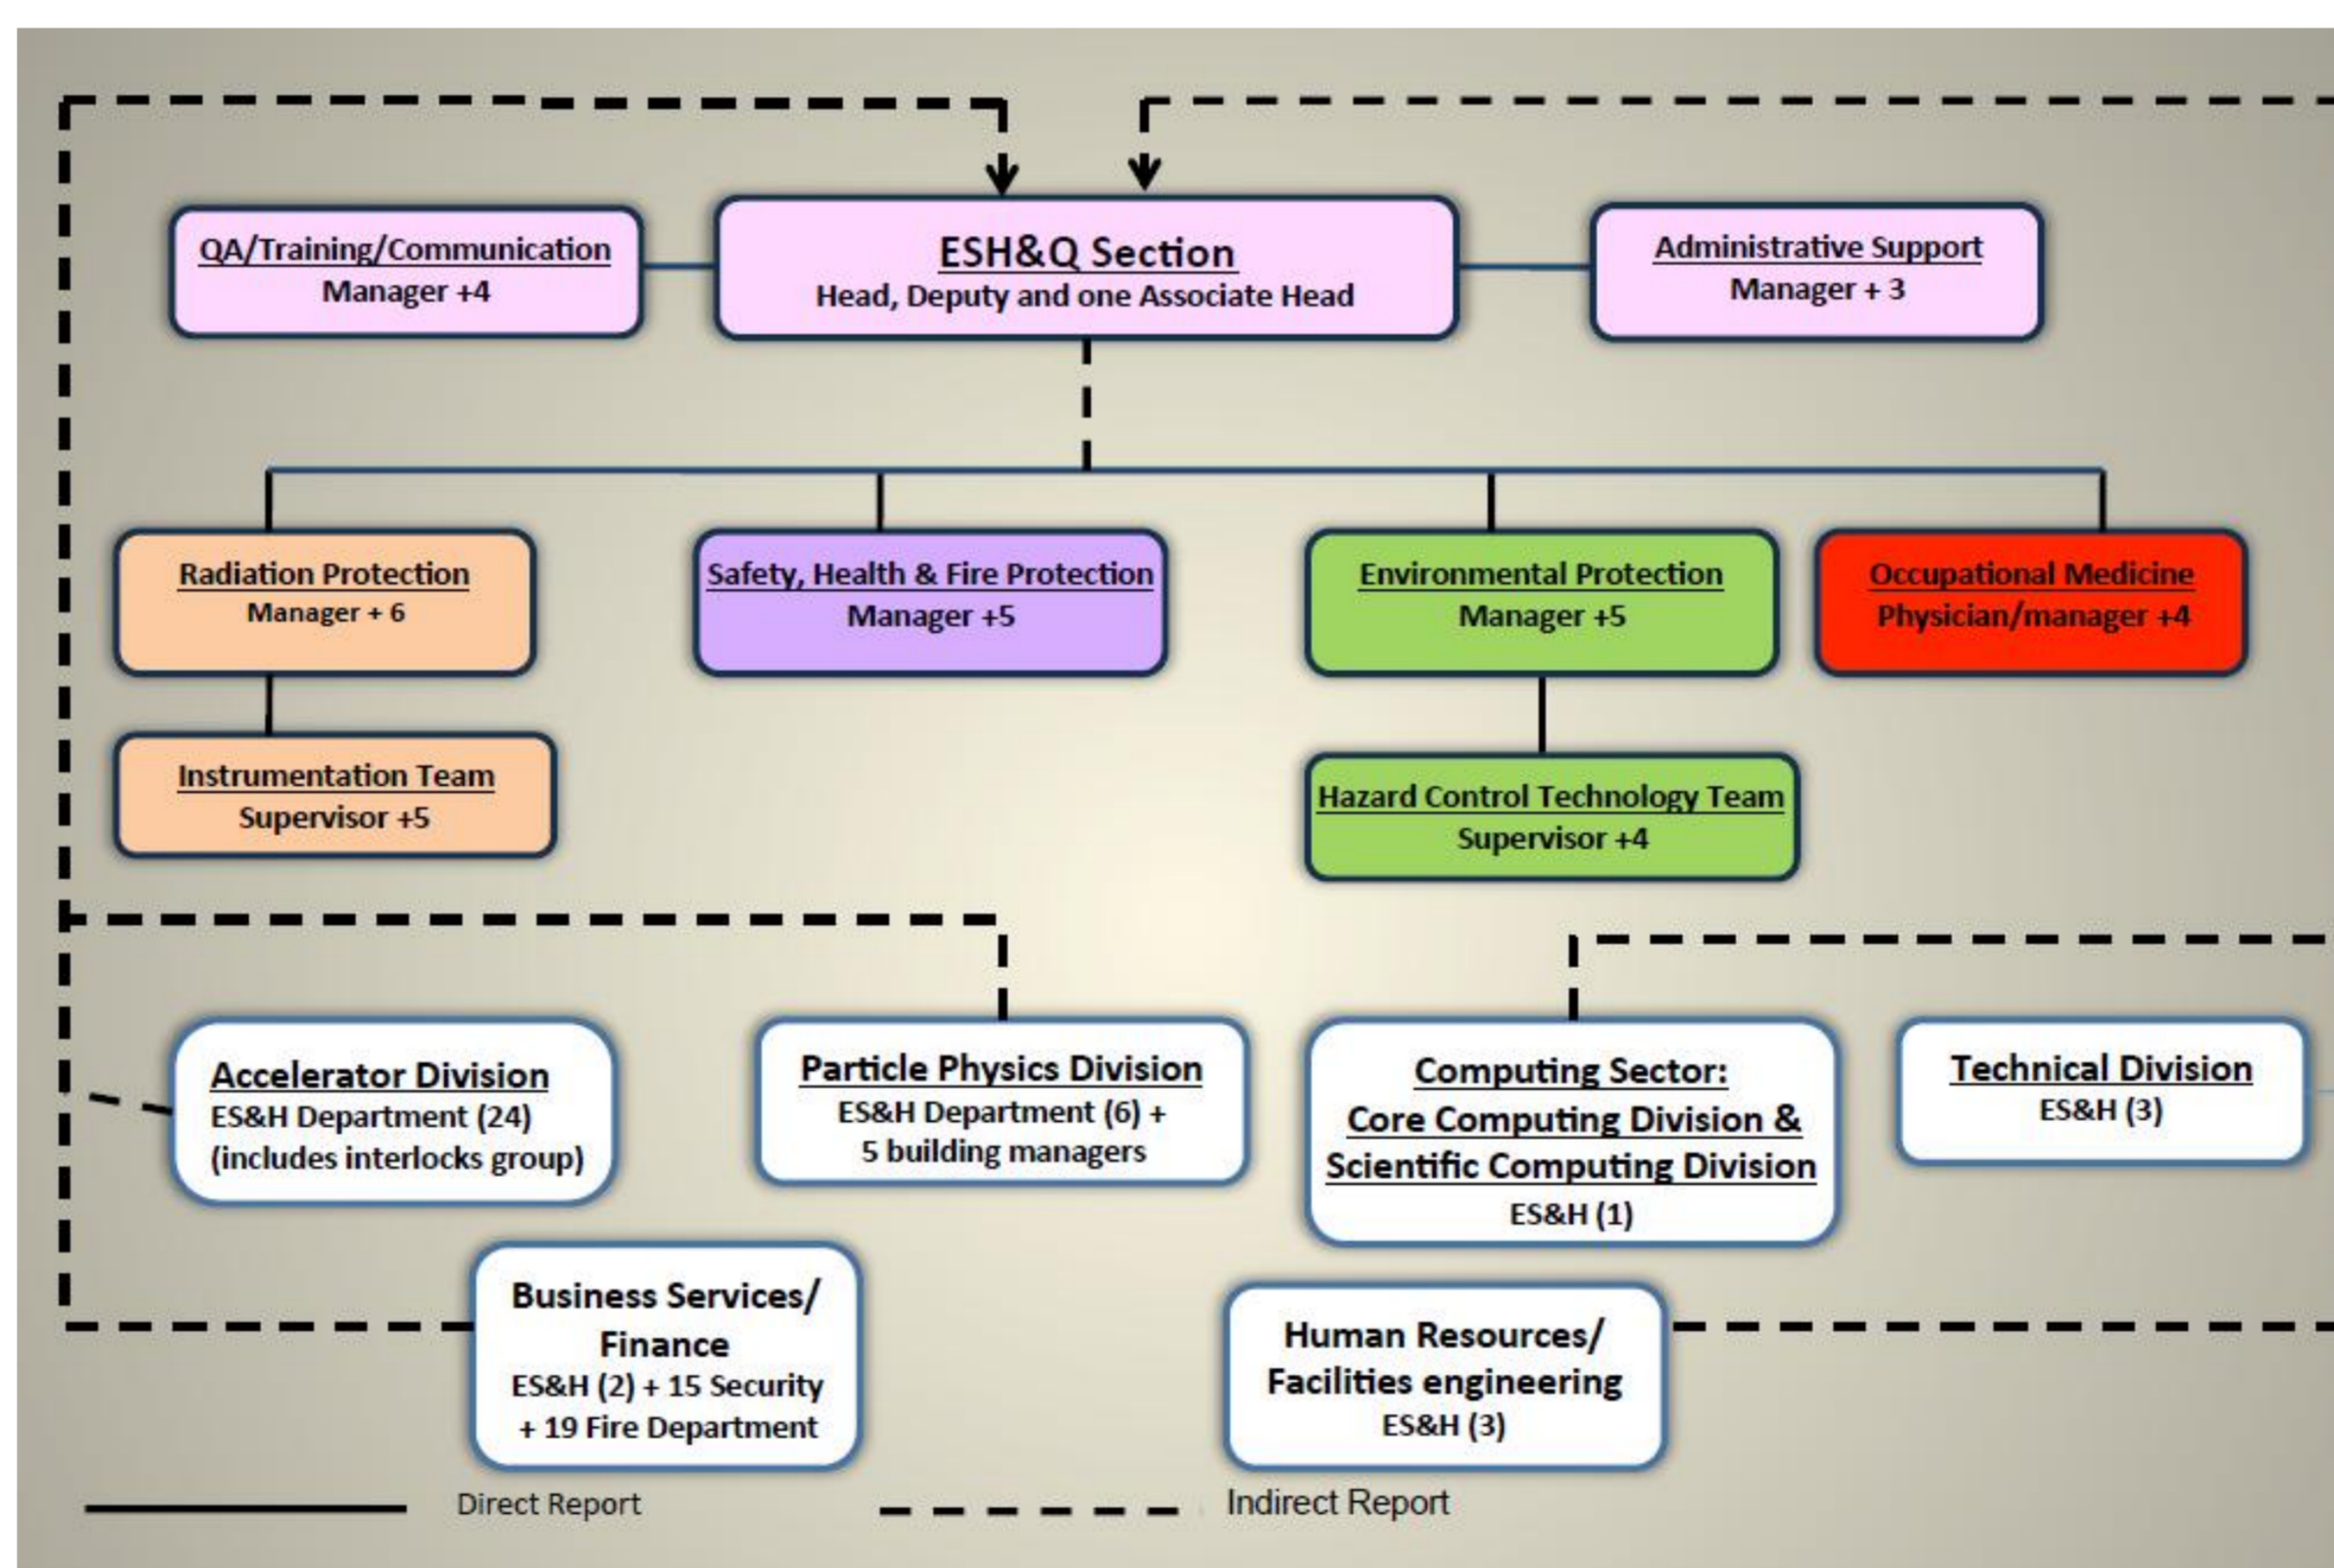 QA/Training/Communication
Manager +4
ESH&Q Section
Head, Deputy and one Associate Head
Administrative Support
Manager + 3
Radiation Protection
Manager + 6
Safety, Health & Fire Protection
Manager +5
Environmental Protection
Manager +5
Occupational Medicine
Physician/manager +4
Instrumentation Team
Supervisor +5
Hazard Control Technology Team
Supervisor +4
Accelerator Division
ES&H Department (24)
(includes interlocks group)
Particle Physics Division
ES&H Department (6) +
5 building managers
Computing Sector:
Core Computing Division &
Scientific Computing Division
ES&H (1)
Technical Division
ES&H (3)
Business Services/
Finance
ES&H (2) + 15 Security
+ 19 Fire Department
Human Resources/
Facilities engineering
ES&H (3)
Direct Report
Indirect Report